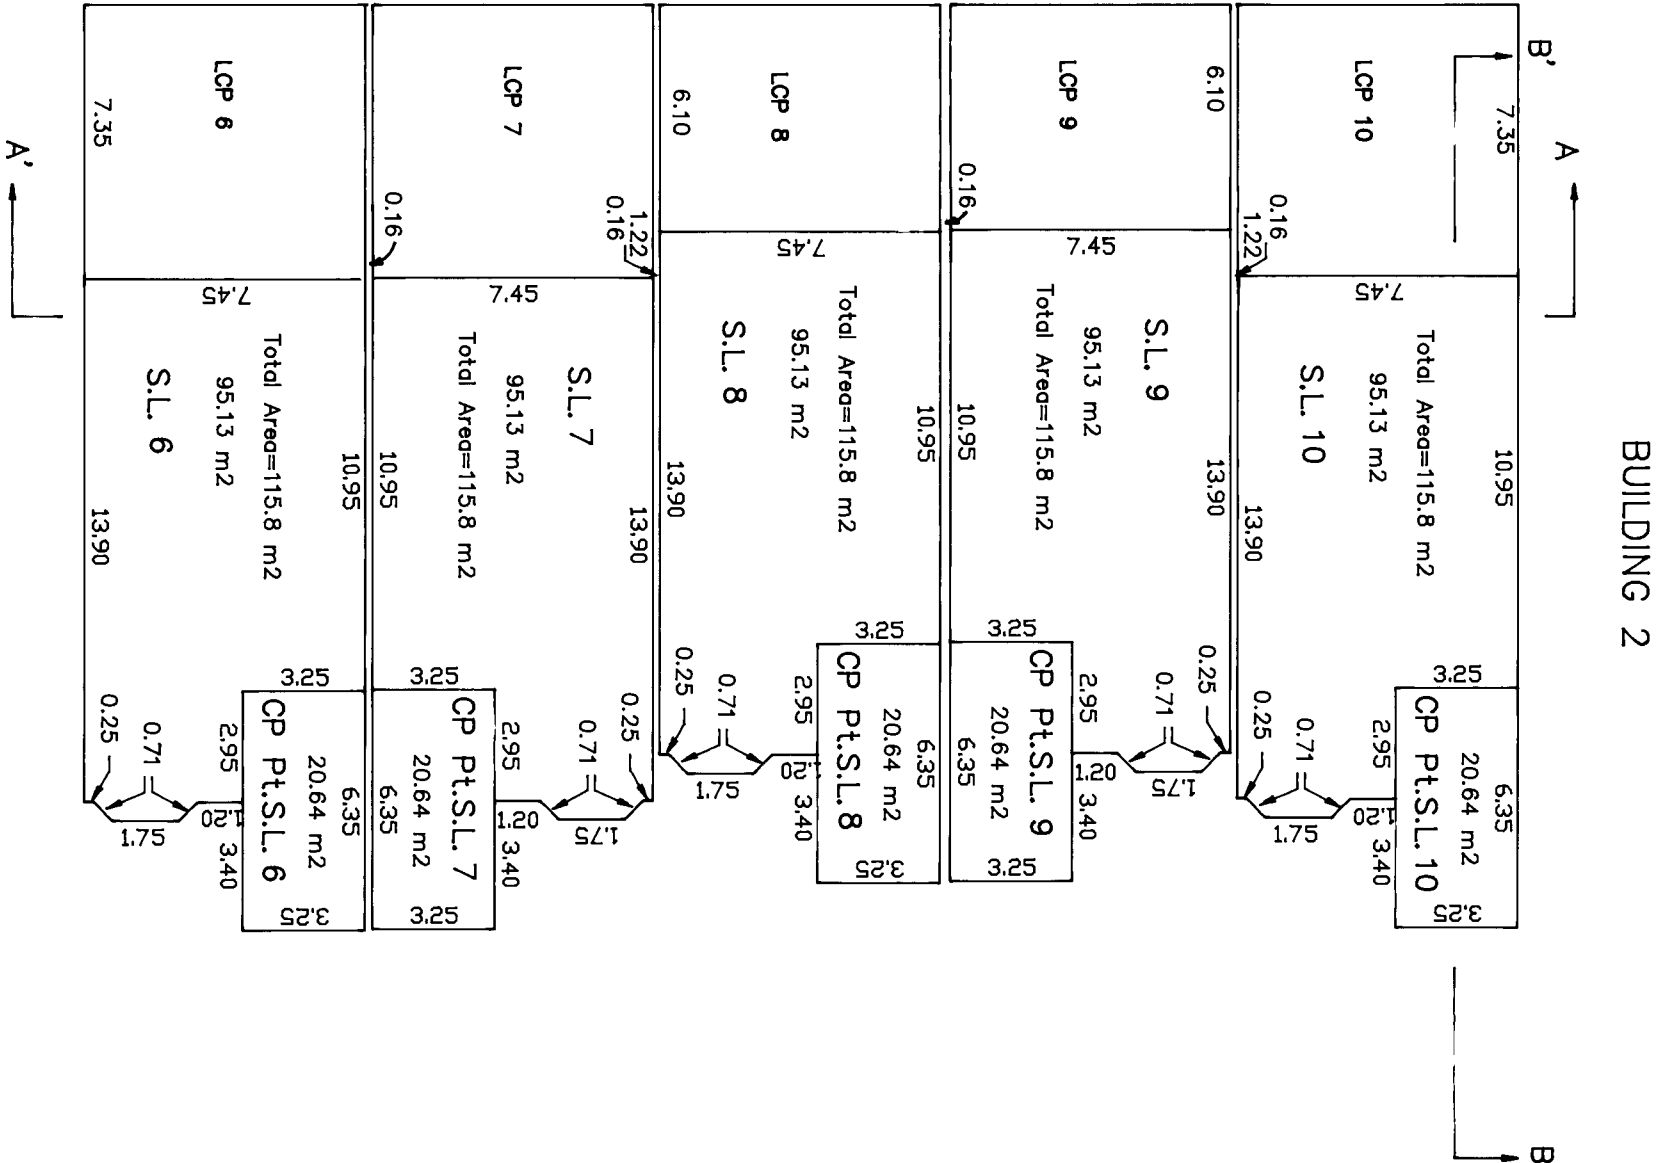 BUILDING 2
A
B'
B
7.35
10.95
6.35
LCP 10
7.45
Total Area=115.8 m2
95.13 m2
S.L. 10
3.25
20.64 m2
CP Pt.S.L. 10
3.25
2.95
3.40
1.20
0.71
1.75
0.25
0.16
1.22
13.90
6.10
13.90
0.25
S.L. 9
0.71
1.75
LCP 9
7.45
95.13 m2
Total Area=115.8 m2
2.95
3.40
1.20
CP Pt.S.L. 9
20.64 m2
3.25
3.25
0.16
10.95
6.35
10.95
6.35
LCP 8
7.45
Total Area=115.8 m2
95.13 m2
S.L. 8
3.25
20.64 m2
CP Pt.S.L. 8
3.25
2.95
3.40
1.20
0.71
1.75
6.10
13.90
0.25
1.22
0.16
13.90
0.25
S.L. 7
0.71
1.75
LCP 7
7.45
95.13 m2
Total Area=115.8 m2
2.95
3.40
1.20
CP Pt.S.L. 7
20.64 m2
3.25
3.25
0.16
10.95
6.35
10.95
6.35
LCP 6
7.45
Total Area=115.8 m2
95.13 m2
S.L. 6
3.25
20.64 m2
CP Pt.S.L. 6
3.25
2.95
3.40
1.20
0.71
1.75
7.35
13.90
0.25
A'